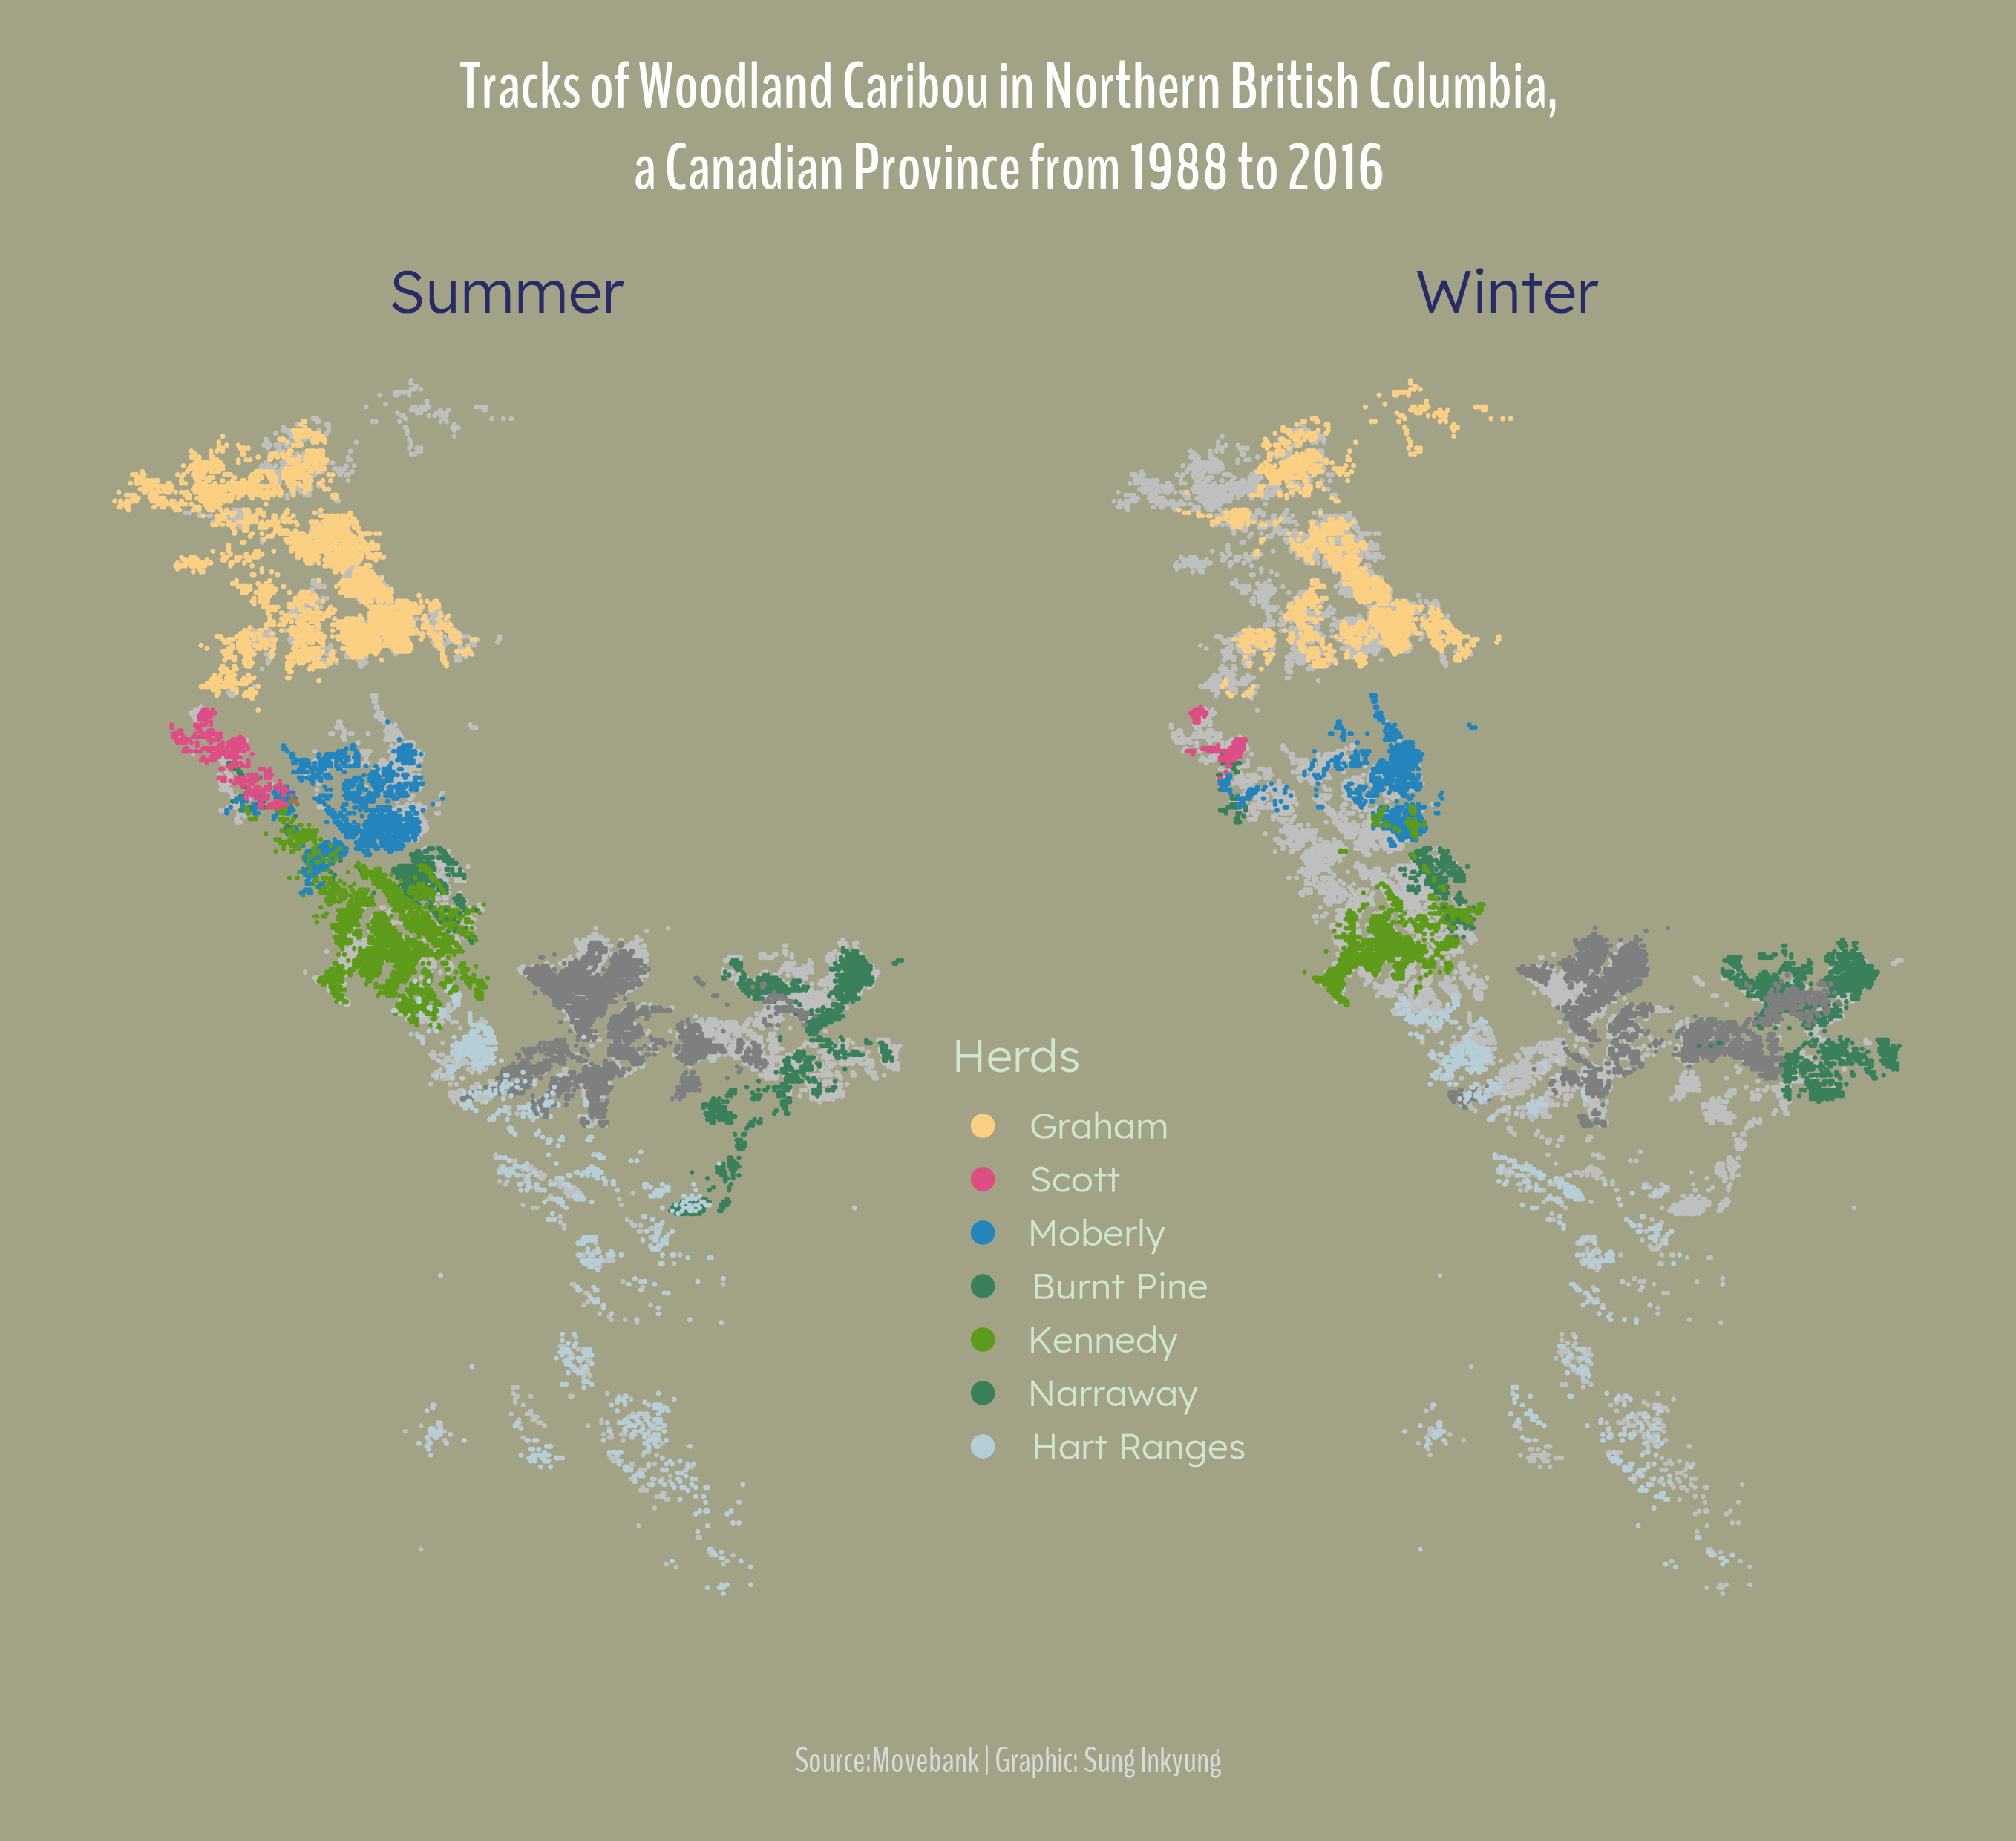 Tracks of Woodland Caribou in Northern British Columbia,
a Canadian Province from 1988 to 2016
Summer
Winter
Herds
Graham
Scott
Moberly
Burnt Pine
Kennedy
Narraway
Hart Ranges
Source:Movebank | Graphic: Sung Inkyung